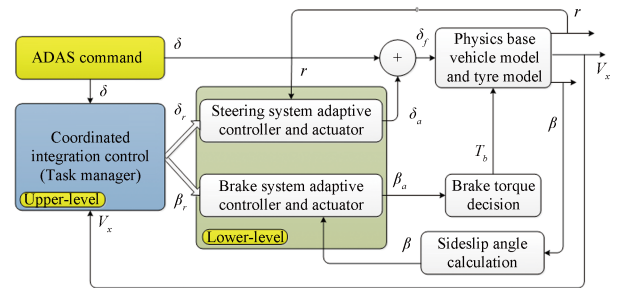 r
ADAS command
δ
δ_f
+
Physics base
vehicle model
and tyre model
V_x
r
δ
δ_r
Steering system adaptive
controller and actuator
δ_a
β
Coordinated
integration control
(Task manager)
Upper-level
T_b
β_r
Brake system adaptive
controller and actuator
β_a
Brake torque
decision
V_x
Lower-level
β
Sideslip angle
calculation